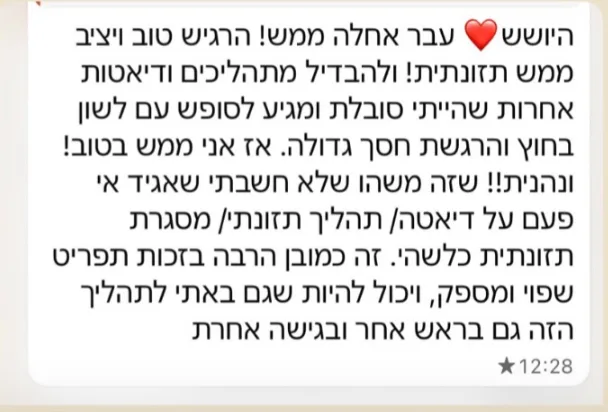 היוששש❤️ עבר אחלה ממש! הרגיש טוב ויציב
ממש תזונתית! ולהבדיל מתהליכים ודיאטות
אחרות שהייתי סובלת ומגיע לסופש עם לשון
בחוץ והרגשת חסך גדולה. אז אני ממש בטוב!
ונהנית!! שזה משהו שלא חשבתי שאגיד אי
פעם על דיאטה/ תהליך תזונתי/ מסגרת
תזונתית כלשהי. זה כמובן הרבה בזכות תפריט
שפוי ומספק, ויכול להיות שגם באתי לתהליך
הזה גם בראש אחר ובגישה אחרת
★12:28